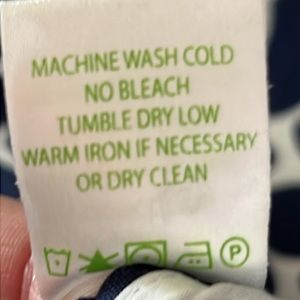 MACHINE WASH COLD
NO BLEACH
TUMBLE DRY LOW
WARM IRON IF NECESSARY
OR DRY CLEAN
P